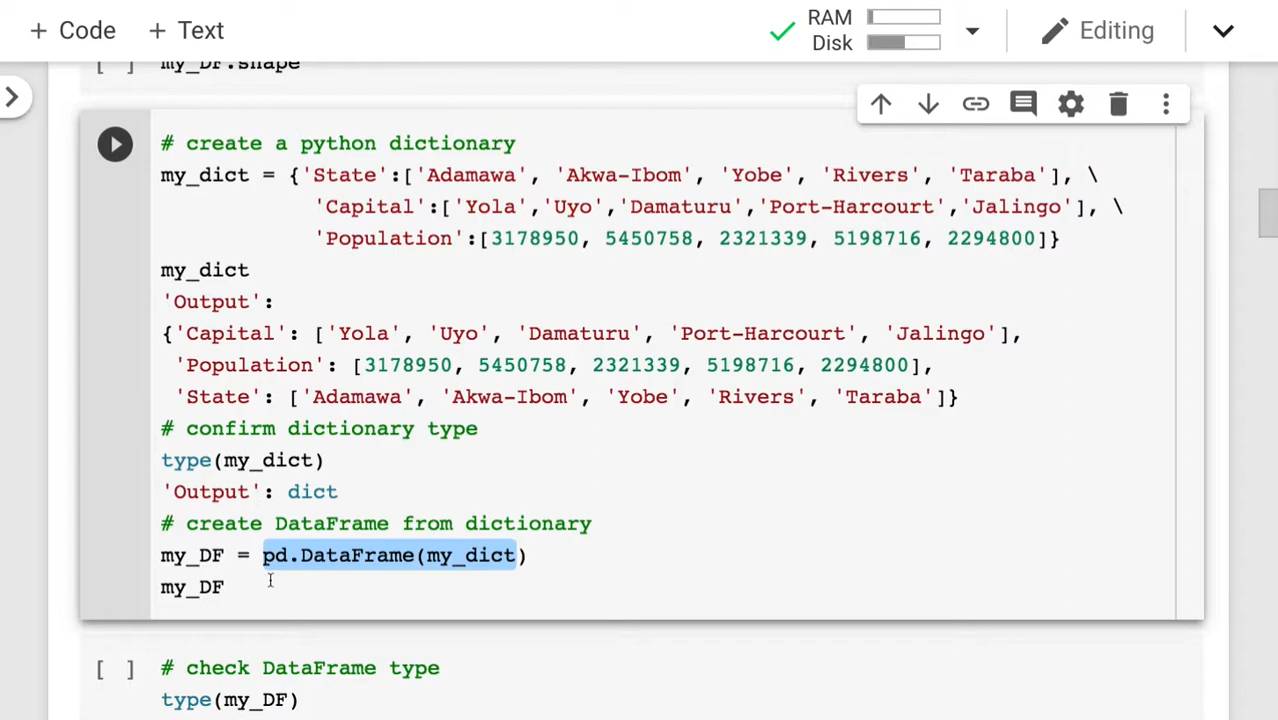 + Code + Text
RAM
Disk
Editing
[ ] my_DF.shape
# create a python dictionary
my_dict = {'State':['Adamawa', 'Akwa-Ibom', 'Yobe', 'Rivers', 'Taraba'], \
'Capital':['Yola','Uyo','Damaturu','Port-Harcourt','Jalingo'], \
'Population':[3178950, 5450758, 2321339, 5198716, 2294800]}
my_dict
'Output':
{'Capital': ['Yola', 'Uyo', 'Damaturu', 'Port-Harcourt', 'Jalingo'],
'Population': [3178950, 5450758, 2321339, 5198716, 2294800],
'State': ['Adamawa', 'Akwa-Ibom', 'Yobe', 'Rivers', 'Taraba']}
# confirm dictionary type
type(my_dict)
'Output': dict
# create DataFrame from dictionary
my_DF = pd.DataFrame(my_dict)
my_DF
[ ] # check DataFrame type
type(my_DF)